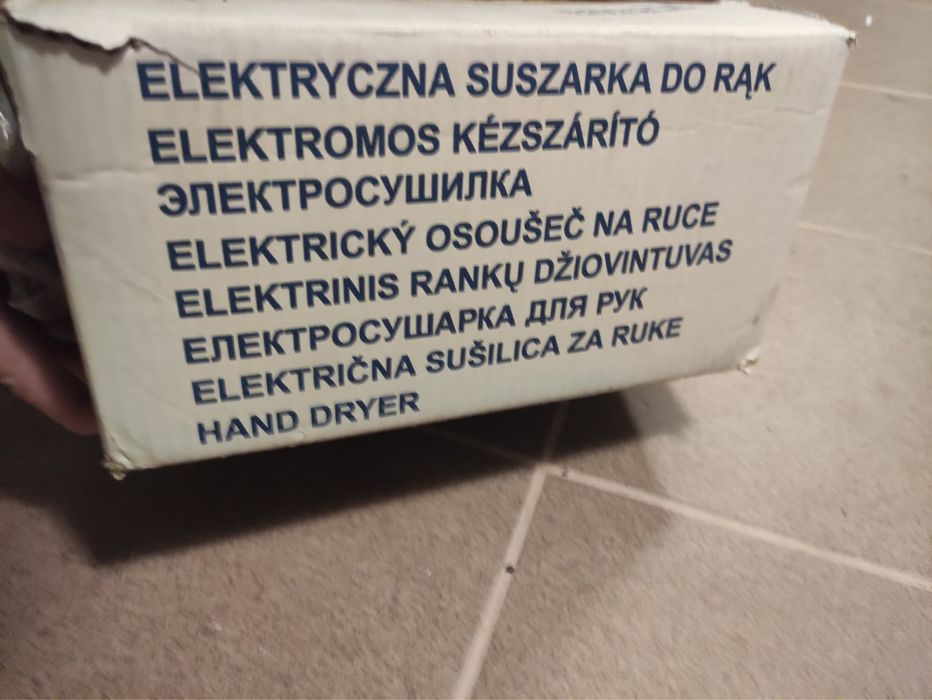 ELEKTRYCZNA SUSZARKA DO RĄK
ELEKTROMOS KÉZSZÁRÍTÓ
ЭЛЕКТРОСУШИЛКА
ELEKTRICKÝ OSOUŠEČ NA RUCE
ELEKTRINIS RANKŲ DŽIOVINTUVAS
ЕЛЕКТРОСУШАРКА ДЛЯ РУК
ELEKTRIČNA SUŠILICA ZA RUKE
HAND DRYER